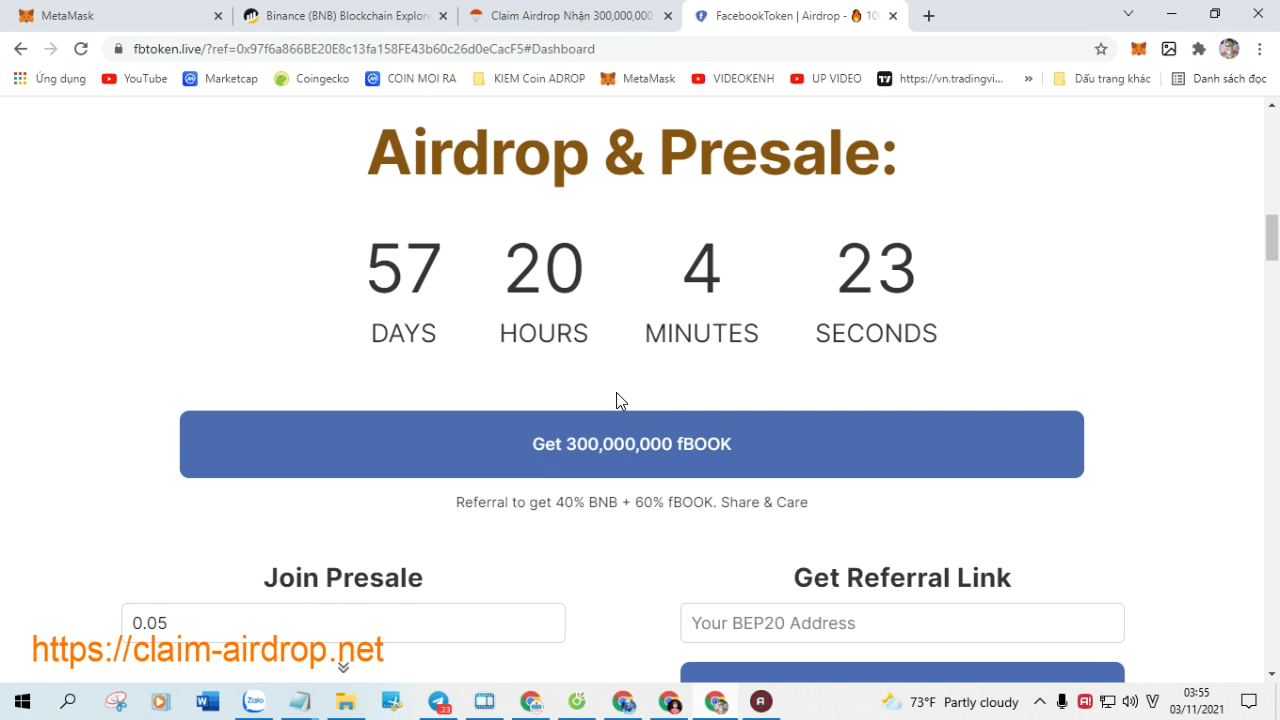 MetaMask
Binance (BNB) Blockchain Explore
Claim Airdrop Nhận 300,000,000
FacebookToken | Airdrop - 🔥 10
fbtoken.live/?ref=0x97f6a866BE20E8c13fa158FE43b60c26d0eCacF5#Dashboard
Ứng dụng
YouTube
Marketcap
Coingecko
COIN MOI RA
KIEM Coin ADROP
MetaMask
VIDEOKENH
UP VIDEO
https://vn.tradingvi...
»
Dấu trang khác
Danh sách đọc
Airdrop & Presale:
57 20 4 23
DAYS HOURS MINUTES SECONDS
Get 300,000,000 fBOOK
Referral to get 40% BNB + 60% fBOOK. Share & Care
Join Presale
Get Referral Link
0.05
Your BEP20 Address
https://claim-airdrop.net
Zalo
23
73°F Partly cloudy
03:55
03/11/2021